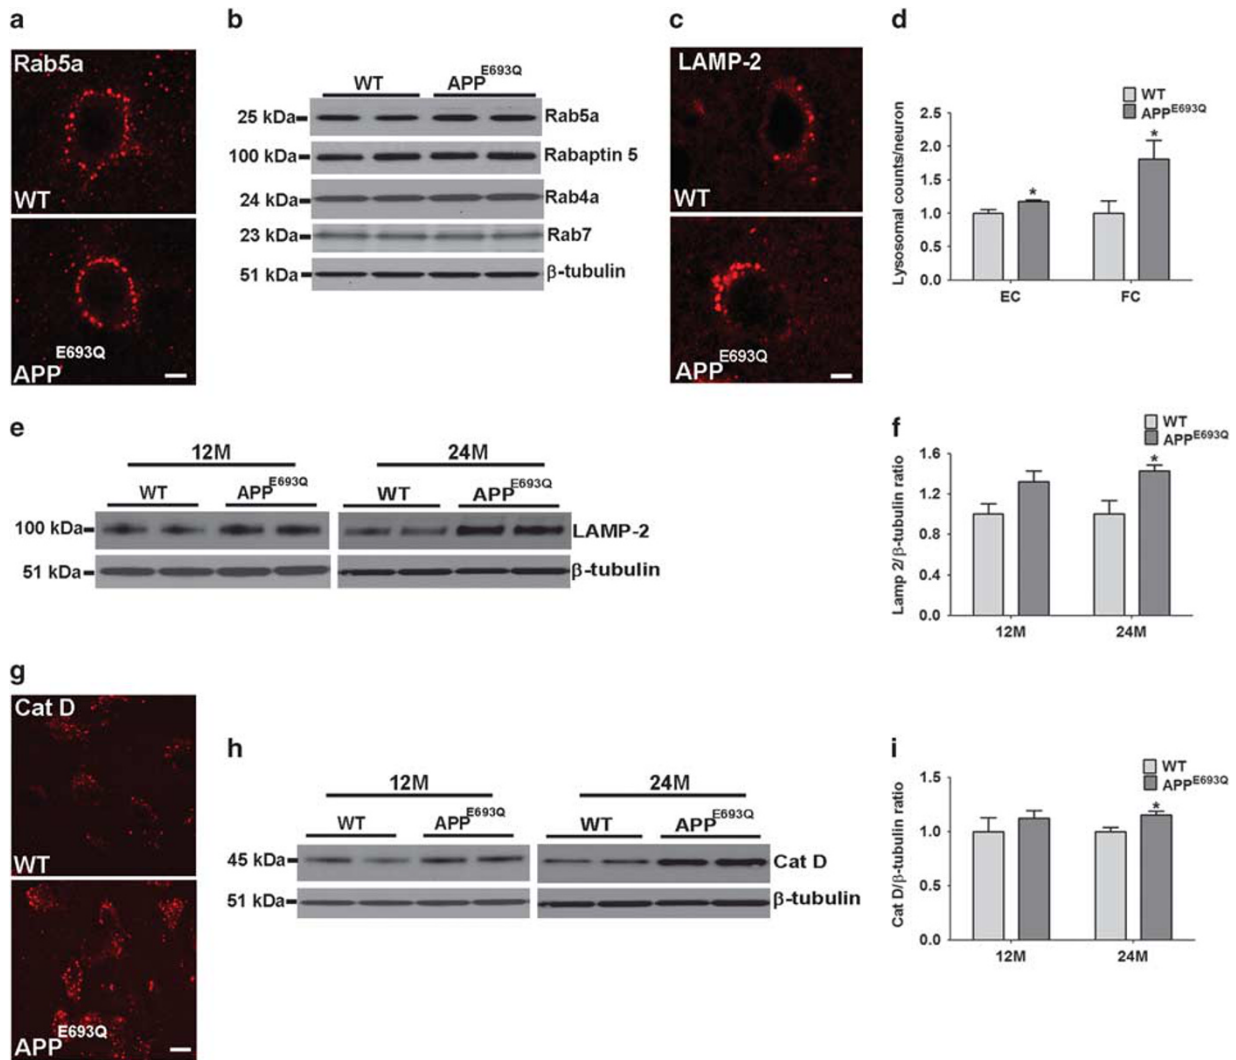 a
Rab5a
WT
E693Q
APP
b
WT APP E693Q
25 kDa Rab5a
100 kDa Rabaptin 5
24 kDa Rab4a
23 kDa Rab7
51 kDa β-tubulin
c
LAMP-2
WT
APP E693Q
d
WT
APP E693Q
Lysosomal counts/neuron
2.5
2.0
1.5
1.0
0.5
0.0
* *
EC FC
e
12M 24M
WT APP E693Q WT APP E693Q
100 kDa LAMP-2
51 kDa β-tubulin
f
WT
APP E693Q
Lamp 2/β-tubulin ratio
1.6
1.2
0.8
0.4
0.0
*
12M 24M
g
Cat D
WT
APP E693Q
h
12M 24M
WT APP E693Q WT APP E693Q
45 kDa Cat D
51 kDa β-tubulin
i
WT
APP E693Q
Cat D/β-tubulin ratio
1.5
1.0
0.5
0.0
*
12M 24M